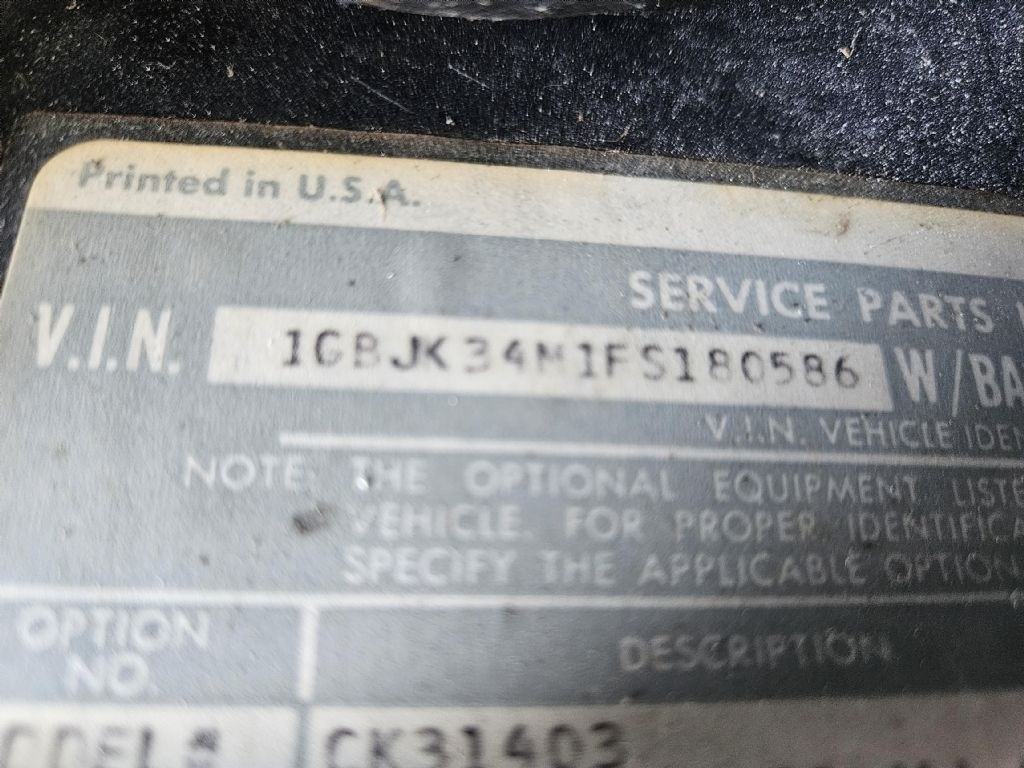 Printed in U.S.A.
SERVICE PARTS
V.I.N. 1GBJK34M1FS180586 W/BA
V.I.N. VEHICLE IDEN
NOTE: THE OPTIONAL EQUIPMENT LISTE
VEHICLE. FOR PROPER IDENTIFICA
SPECIFY THE APPLICABLE OPTION
OPTION
NO.
DESCRIPTION
CK31403